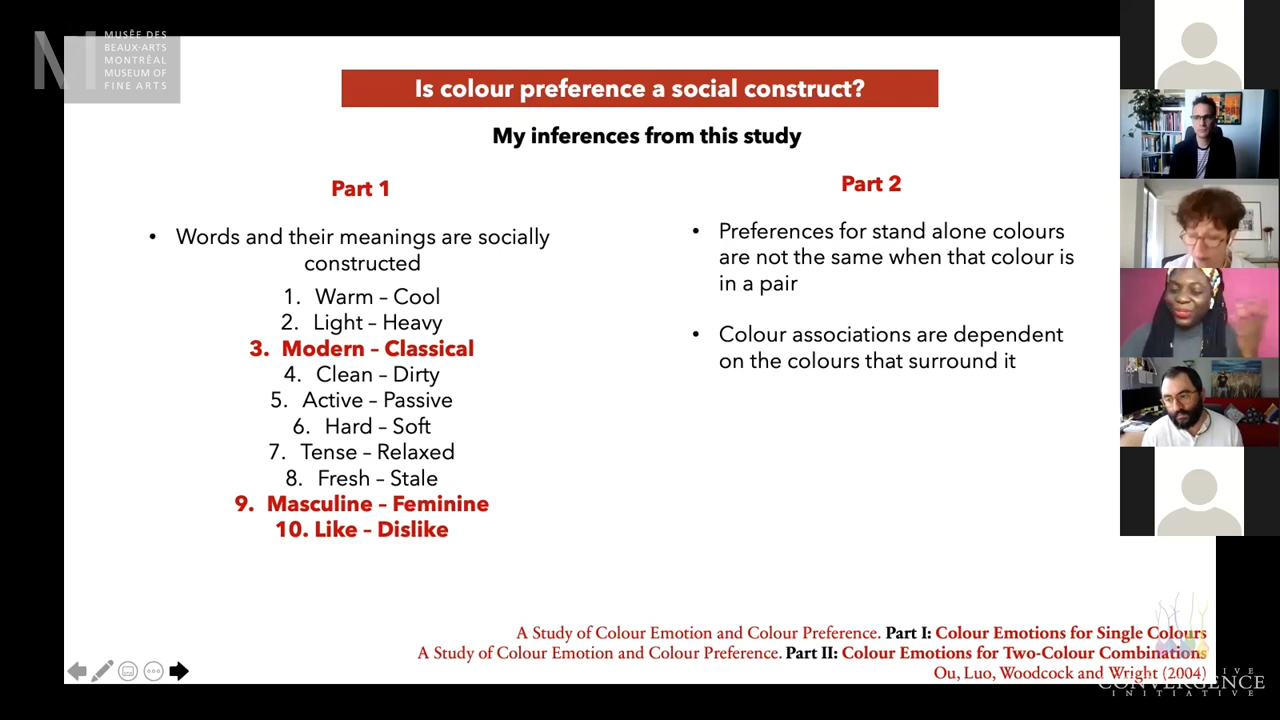 MUSÉE DES
BEAUX-ARTS
MONTRÉAL
MUSEUM OF
FINE ARTS
Is colour preference a social construct?
My inferences from this study
Part 1
• Words and their meanings are socially
constructed
1. Warm – Cool
2. Light – Heavy
3. Modern – Classical
4. Clean – Dirty
5. Active – Passive
6. Hard – Soft
7. Tense – Relaxed
8. Fresh – Stale
9. Masculine – Feminine
10. Like – Dislike
Part 2
• Preferences for stand alone colours
are not the same when that colour is
in a pair
• Colour associations are dependent
on the colours that surround it
A Study of Colour Emotion and Colour Preference. Part I: Colour Emotions for Single Colours
A Study of Colour Emotion and Colour Preference. Part II: Colour Emotions for Two-Colour Combinations
Ou, Luo, Woodcock and Wright (2004)
CONVERGENCE
INITIATIVE